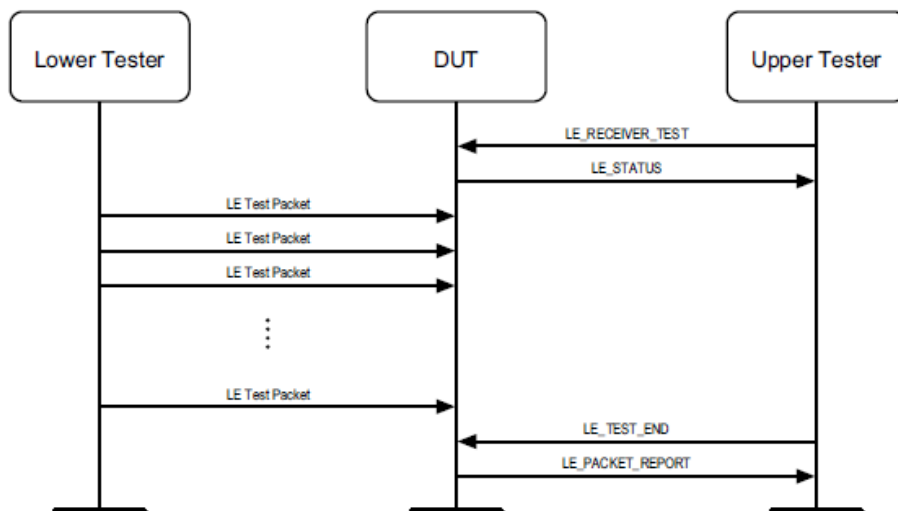 Lower Tester
DUT
Upper Tester
LE_RECEIVER_TEST
LE_STATUS
LE Test Packet
LE Test Packet
LE Test Packet
LE Test Packet
LE_TEST_END
LE_PACKET_REPORT